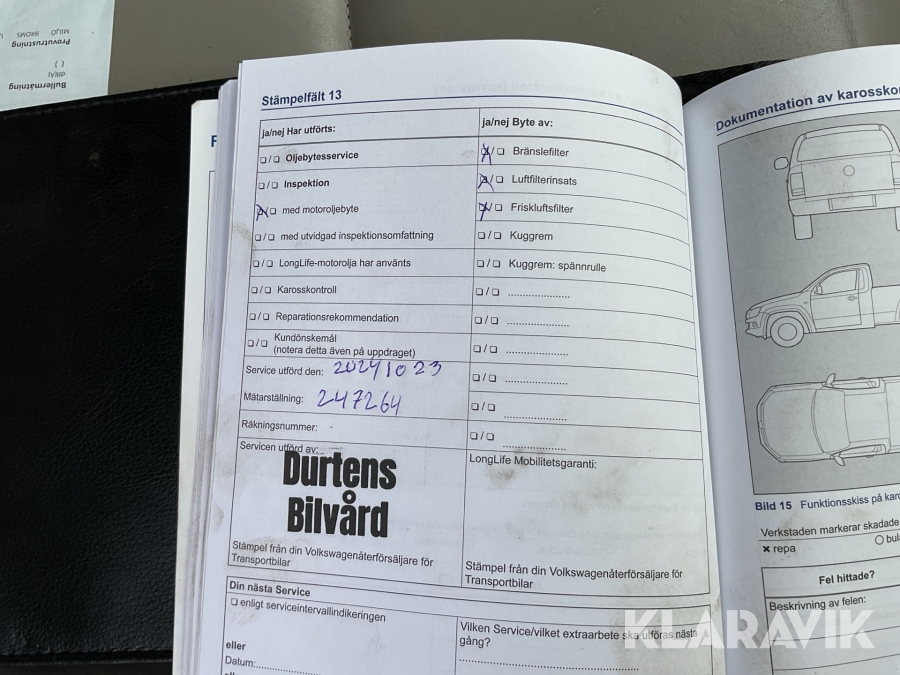 Provutrustning
MILJÖ BROMS
( )
dB(A)
Bullermätning
Stämpelfält 13
ja/nej Har utförts:
❏/❏ Oljebytesservice
❏/❏ Inspektion
❏/❏ med motoroljebyte
❏/❏ med utvidgad inspektionsomfattning
❏/❏ LongLife-motorolja har använts
❏/❏ Karosskontroll
❏/❏ Reparationsrekommendation
❏/❏ Kundönskemål
(notera detta även på uppdraget)
Service utförd den: 20241023
Mätarställning: 247264
Räkningsnummer:
Servicen utförd av:
Durtens
Bilvård
Stämpel från din Volkswagenåterförsäljare för
Transportbilar
ja/nej Byte av:
❏/❏ Bränslefilter
❏/❏ Luftfilterinsats
❏/❏ Friskluftsfilter
❏/❏ Kuggrem
❏/❏ Kuggrem: spännrulle
❏/❏ ....................
❏/❏ ....................
❏/❏ ....................
❏/❏ ....................
❏/❏ ....................
❏/❏ ....................
LongLife Mobilitetsgaranti:
Stämpel från din Volkswagenåterförsäljare för
Transportbilar
Din nästa Service
❏ enligt serviceintervallindikeringen
eller
Datum:....................
Vilken Service/vilket extraarbete ska utföras nästa
gång?
Dokumentation av karossko
Bild 15 Funktionsskiss på karo
Verkstaden markerar skadade
✖ repa
○ bul
Fel hittade?
Beskrivning av felen:
KLARAVIK